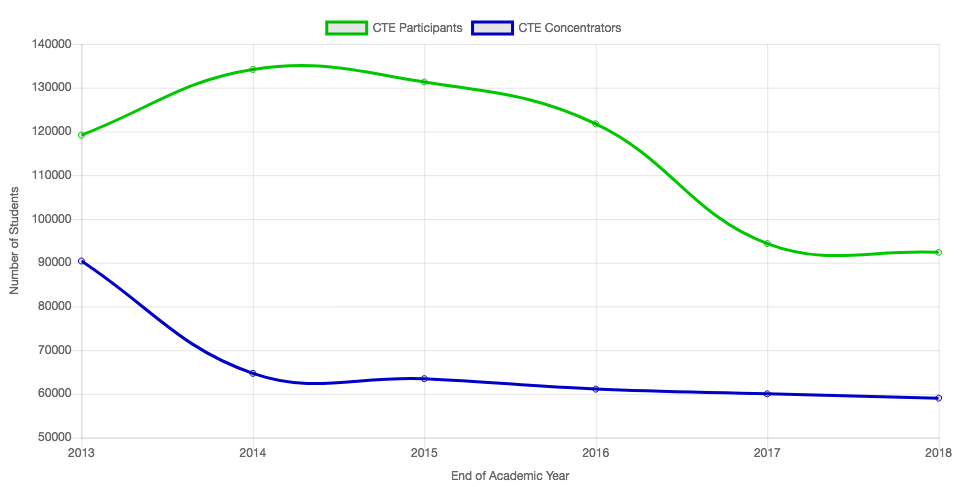 CTE Participants CTE Concentrators
140000
130000
120000
110000
100000
90000
80000
70000
60000
50000
Number of Students
2013 2014 2015 2016 2017 2018
End of Academic Year